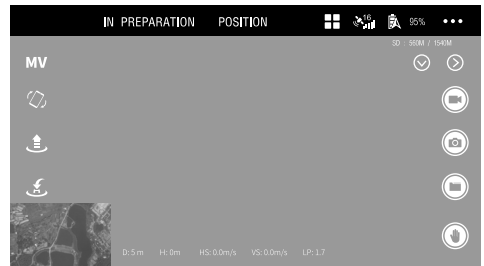 IN PREPARATION POSITION 16 95%
SD | 560M / 1540M
MV
D: 5 m H: 0m HS: 0.0m/s VS: 0.0m/s LP: 1.7